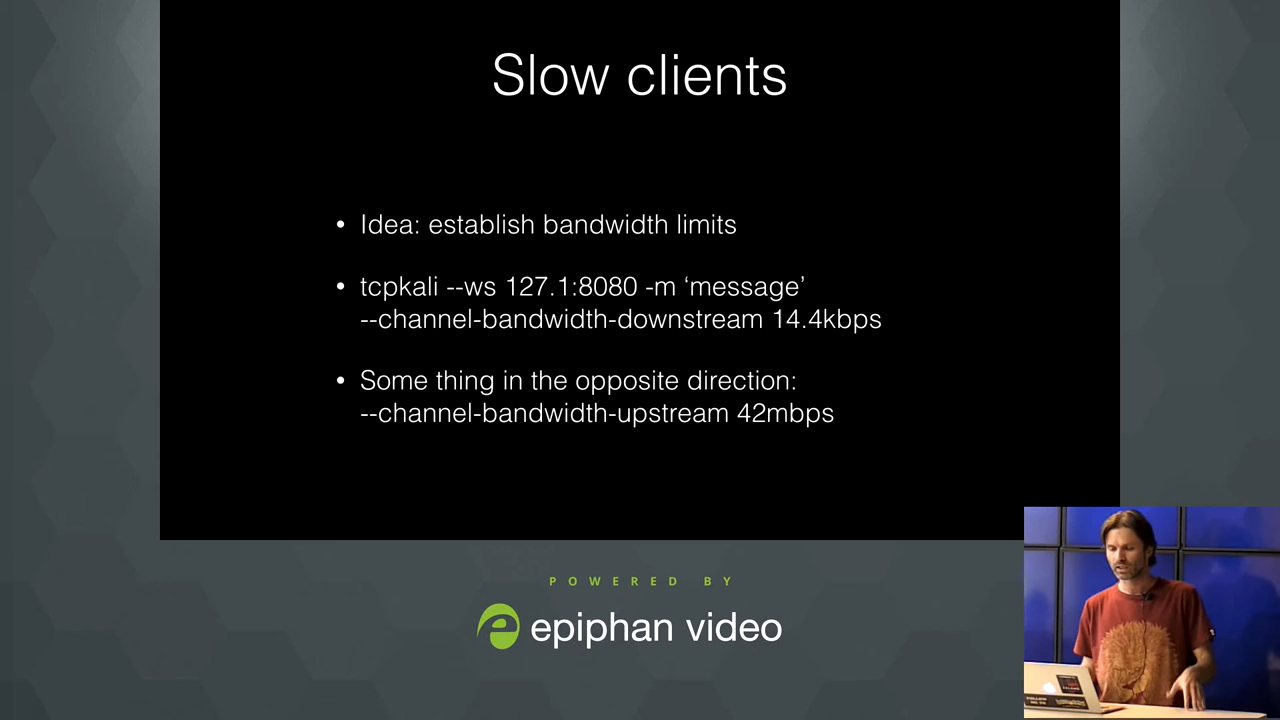 Slow clients
• Idea: establish bandwidth limits
• tcpkali --ws 127.1:8080 -m ‘message’
--channel-bandwidth-downstream 14.4kbps
• Some thing in the opposite direction:
--channel-bandwidth-upstream 42mbps
POWERED BY
epiphan video